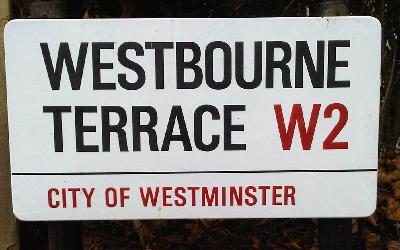 WESTBOURNE
TERRACE W2
CITY OF WESTMINSTER